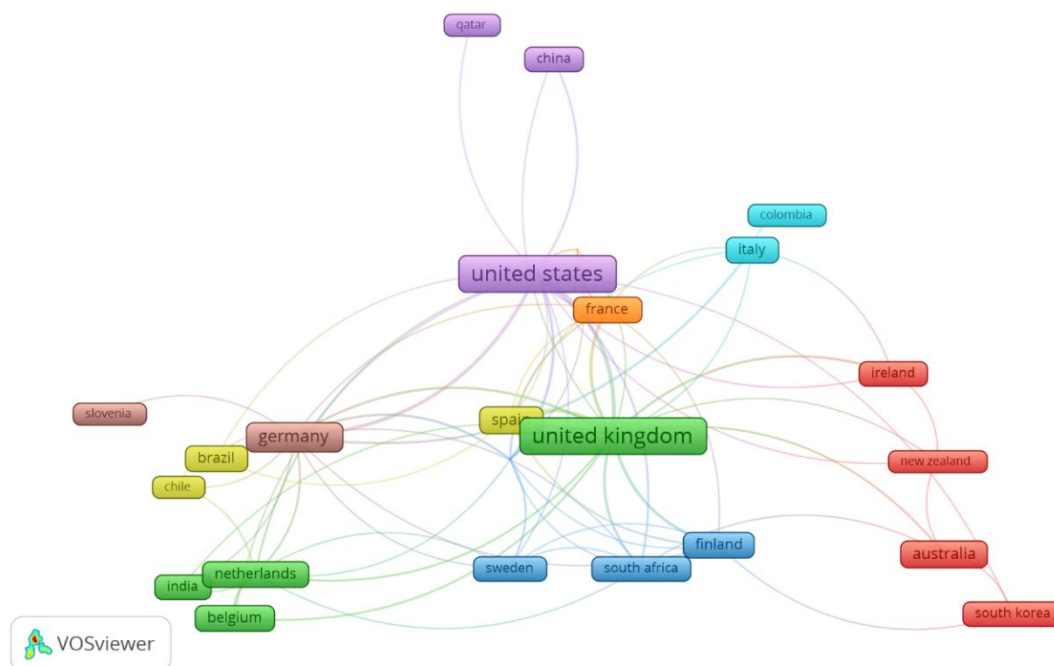 qatar
china
colombia
italy
united states
france
ireland
slovenia
spain
germany
united kingdom
brazil
new zealand
chile
finland
australia
sweden
south africa
netherlands
india
belgium
south korea
VOSviewer